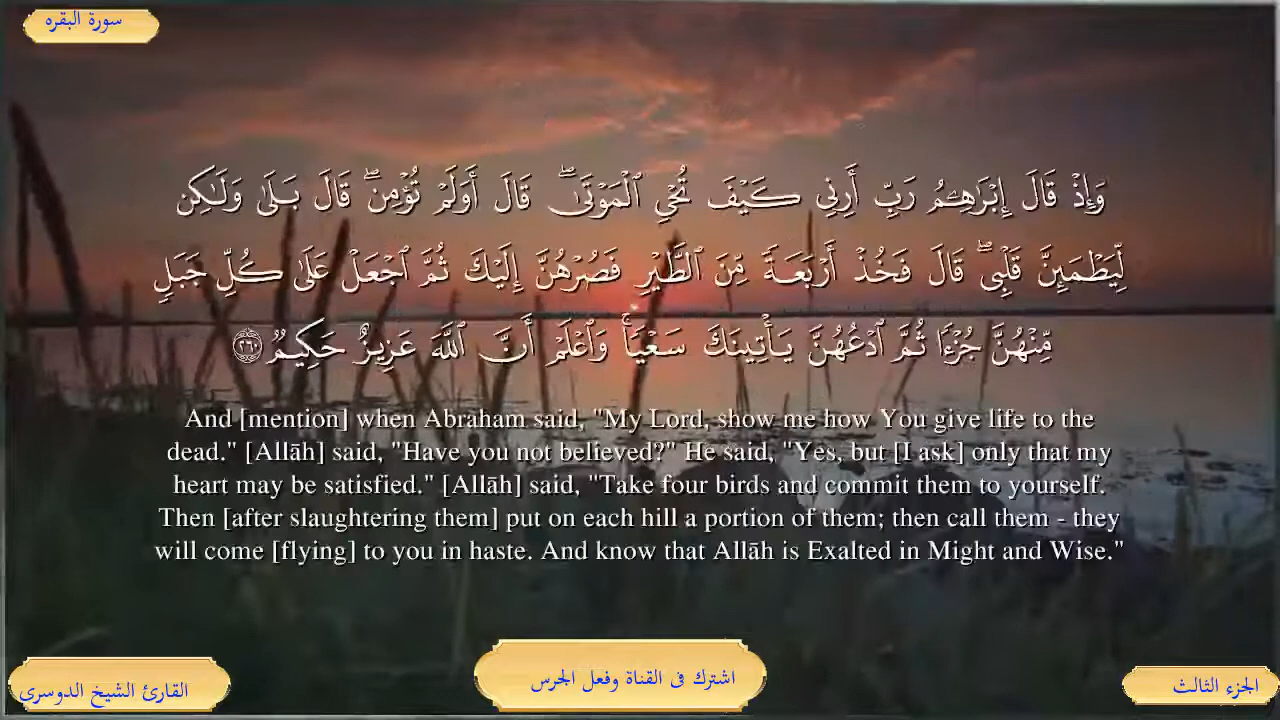 سورة البقره
وَإِذْ قَالَ إِبْرَٰهِـۧمُ رَبِّ أَرِنِى كَيْفَ تُحْىِ ٱلْمَوْتَىٰ ۖ قَالَ أَوَلَمْ تُؤْمِن ۖ قَالَ بَلَىٰ وَلَـٰكِن
لِّيَطْمَئِنَّ قَلْبِى ۖ قَالَ فَخُذْ أَرْبَعَةً مِّنَ ٱلطَّيْرِ فَصُرْهُنَّ إِلَيْكَ ثُمَّ ٱجْعَلْ عَلَىٰ كُلِّ جَبَلٍ
مِّنْهُنَّ جُزْءًا ثُمَّ ٱدْعُهُنَّ يَأْتِينَكَ سَعْيًا ۚ وَٱعْلَمْ أَنَّ ٱللَّهَ عَزِيزٌ حَكِيمٌ ٢٦٠
And [mention] when Abraham said, "My Lord, show me how You give life to the
dead." [Allāh] said, "Have you not believed?" He said, "Yes, but [I ask] only that my
heart may be satisfied." [Allāh] said, "Take four birds and commit them to yourself.
Then [after slaughtering them] put on each hill a portion of them; then call them - they
will come [flying] to you in haste. And know that Allāh is Exalted in Might and Wise."
الجزء الثالث
اشترك فى القناة وفعل الجرس
القارئ الشيخ الدوسرى